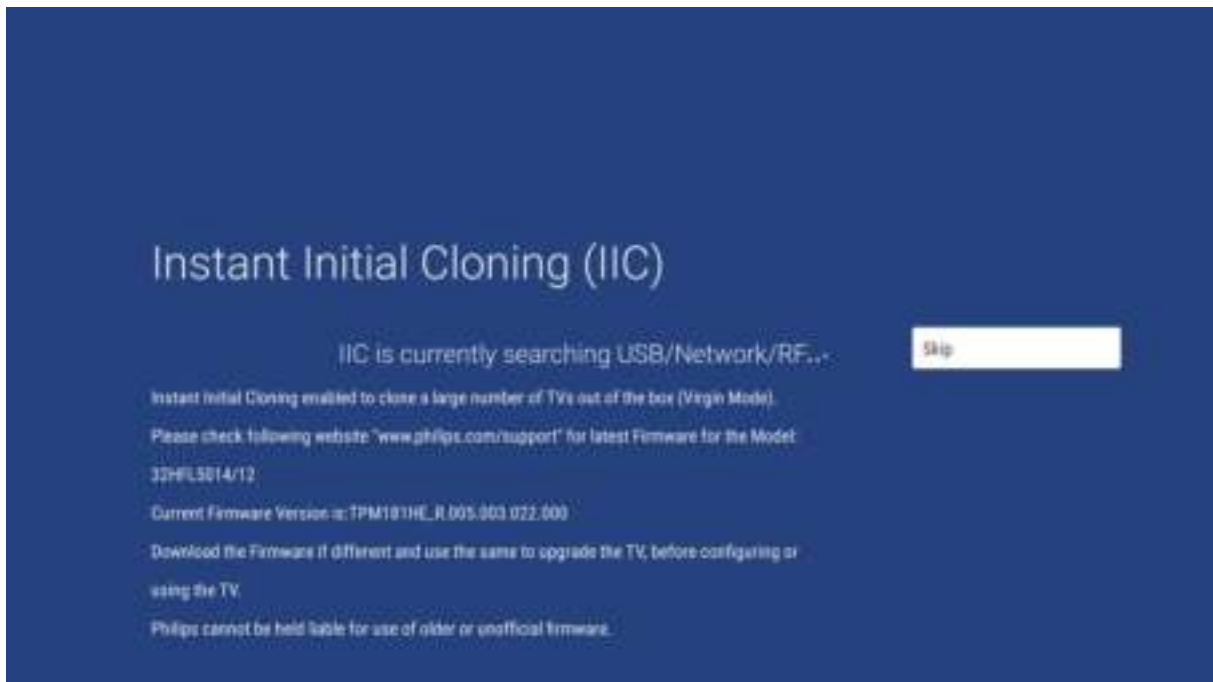 Instant Initial Cloning (IIC)
IIC is currently searching USB/Network/RF...
Skip
Instant Initial Cloning enabled to clone a large number of TVs out of the box (Virgin Mode).
Please check following website "www.philips.com/support" for latest Firmware for the Model:
32HFL5014/12
Current Firmware Version is:TPM181HE_R.005.003.022.000
Download the Firmware if different and use the same to upgrade the TV, before configuring or
using the TV.
Philips cannot be held liable for use of older or unofficial firmware.